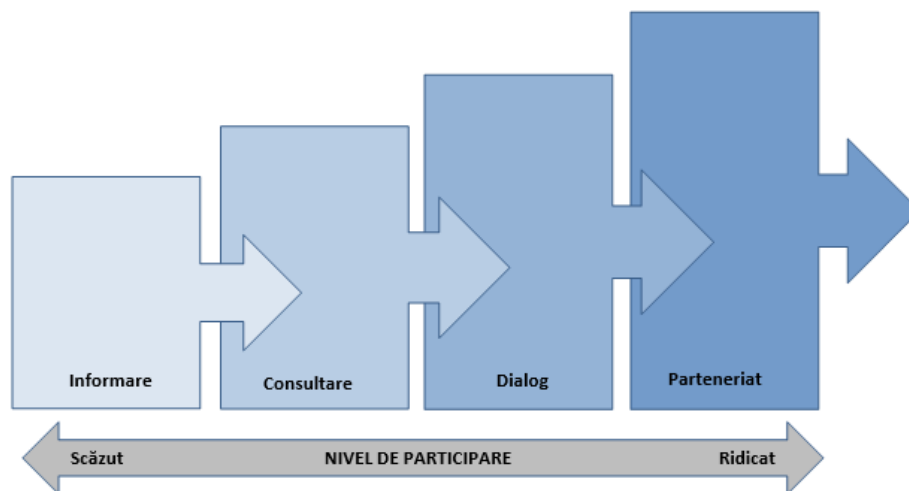 Informare
Consultare
Dialog
Parteneriat
Scăzut
NIVEL DE PARTICIPARE
Ridicat